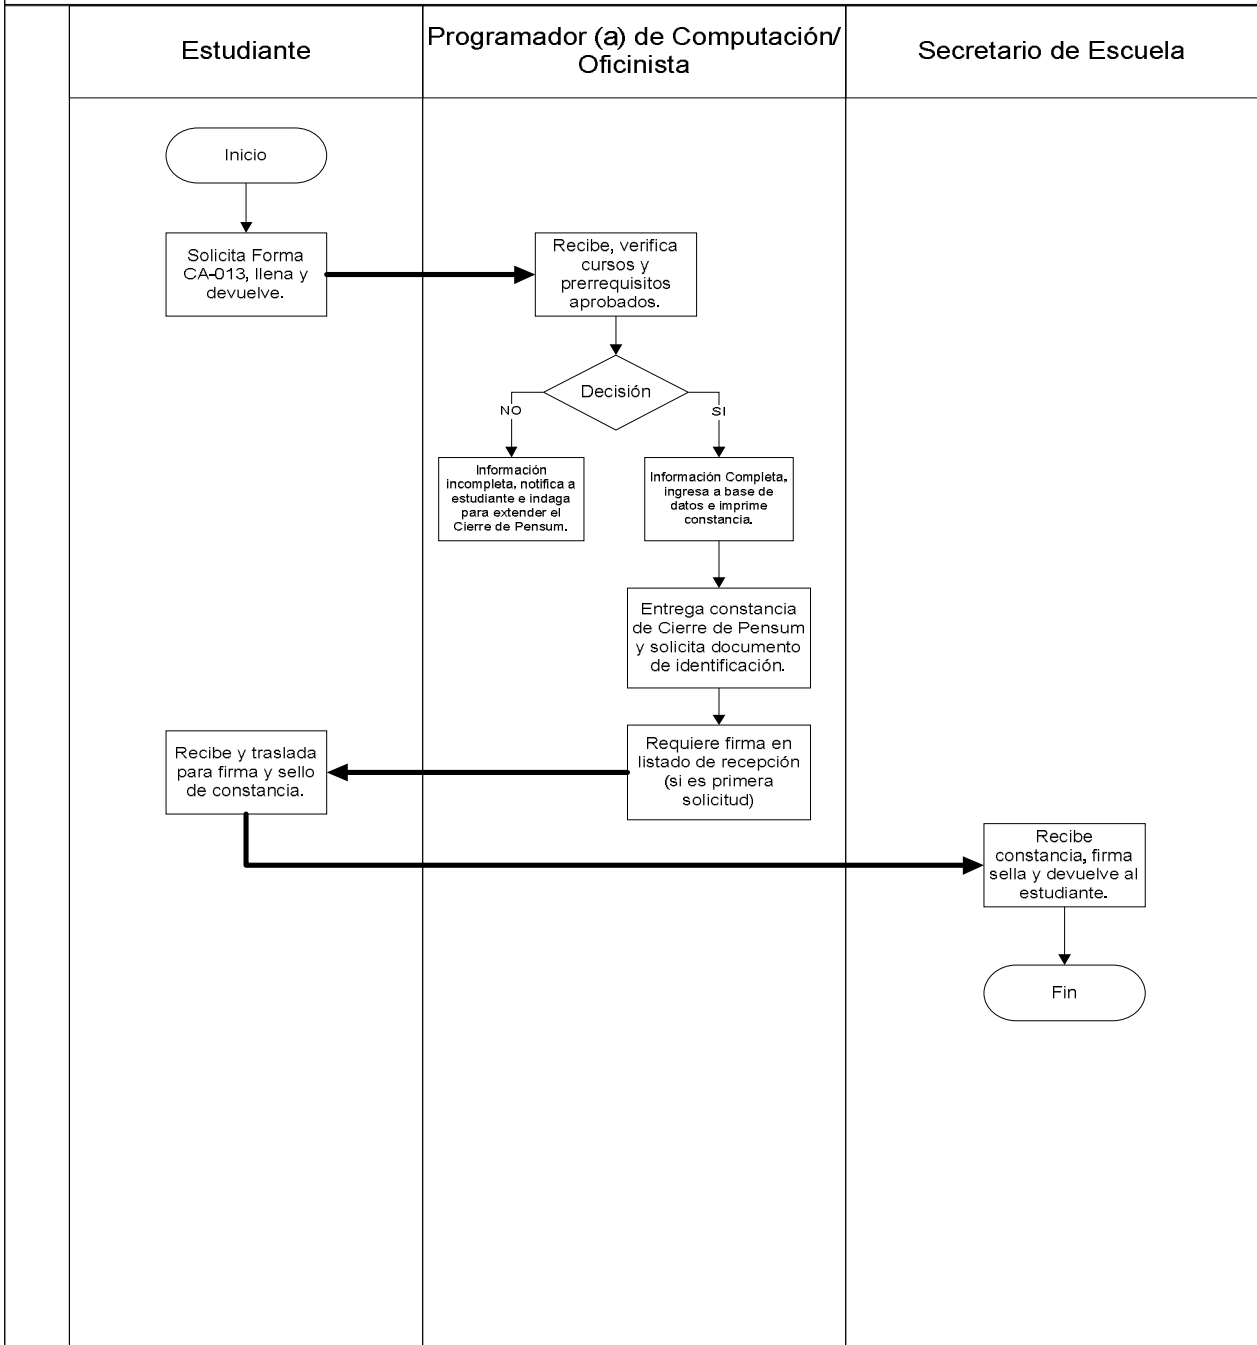 Estudiante
Programador (a) de Computación/
Oficinista
Secretario de Escuela
Inicio
Solicita Forma
CA-013, llena y
devuelve.
Recibe, verifica
cursos y
prerrequisitos
aprobados.
Decisión
NO
SI
Información
incompleta, notifica a
estudiante e indaga
para extender el
Cierre de Pensum.
Información Completa,
ingresa a base de
datos e imprime
constancia.
Entrega constancia
de Cierre de Pensum
y solicita documento
de identificación.
Requiere firma en
listado de recepción
(si es primera
solicitud)
Recibe y traslada
para firma y sello
de constancia.
Recibe
constancia, firma
sella y devuelve al
estudiante.
Fin